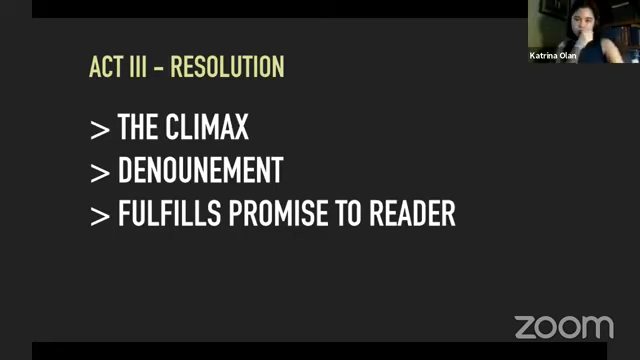 Katrina Olan
ACT III - RESOLUTION
> THE CLIMAX
> DENOUNEMENT
> FULFILLS PROMISE TO READER
zoom